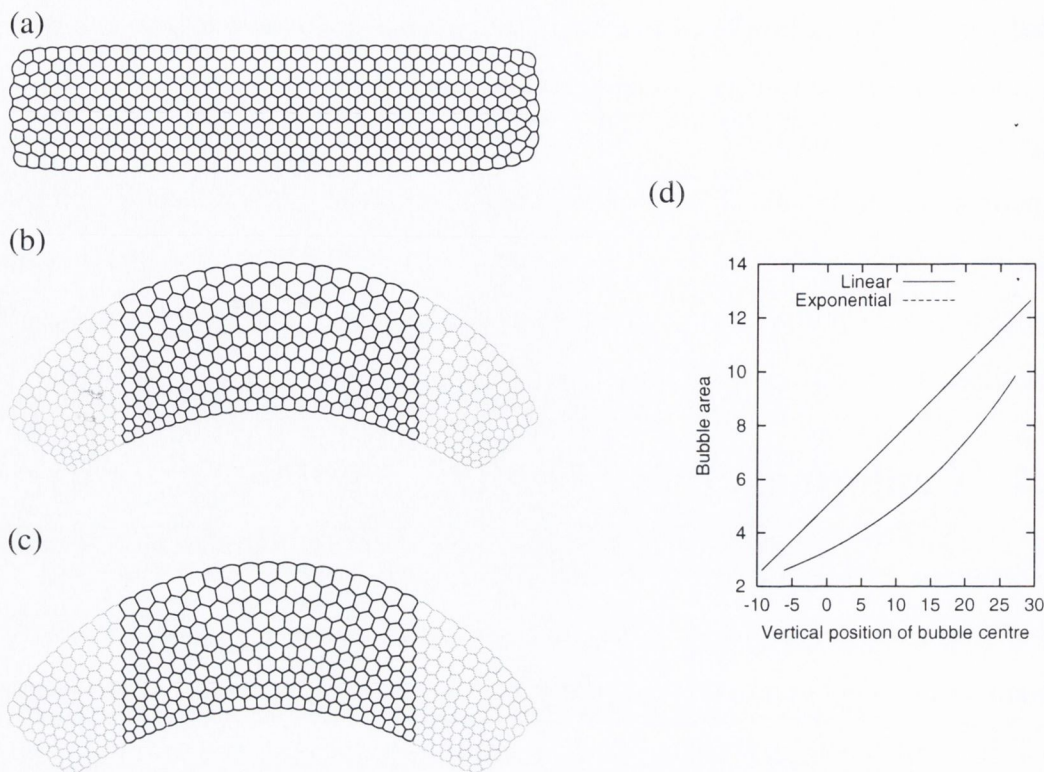 (a)
(b)
(c)
(d)
14
12
10
8
6
4
2
Bubble area
Linear
Exponential
-10 -5 0 5 10 15 20 25 30
Vertical position of bubble centre